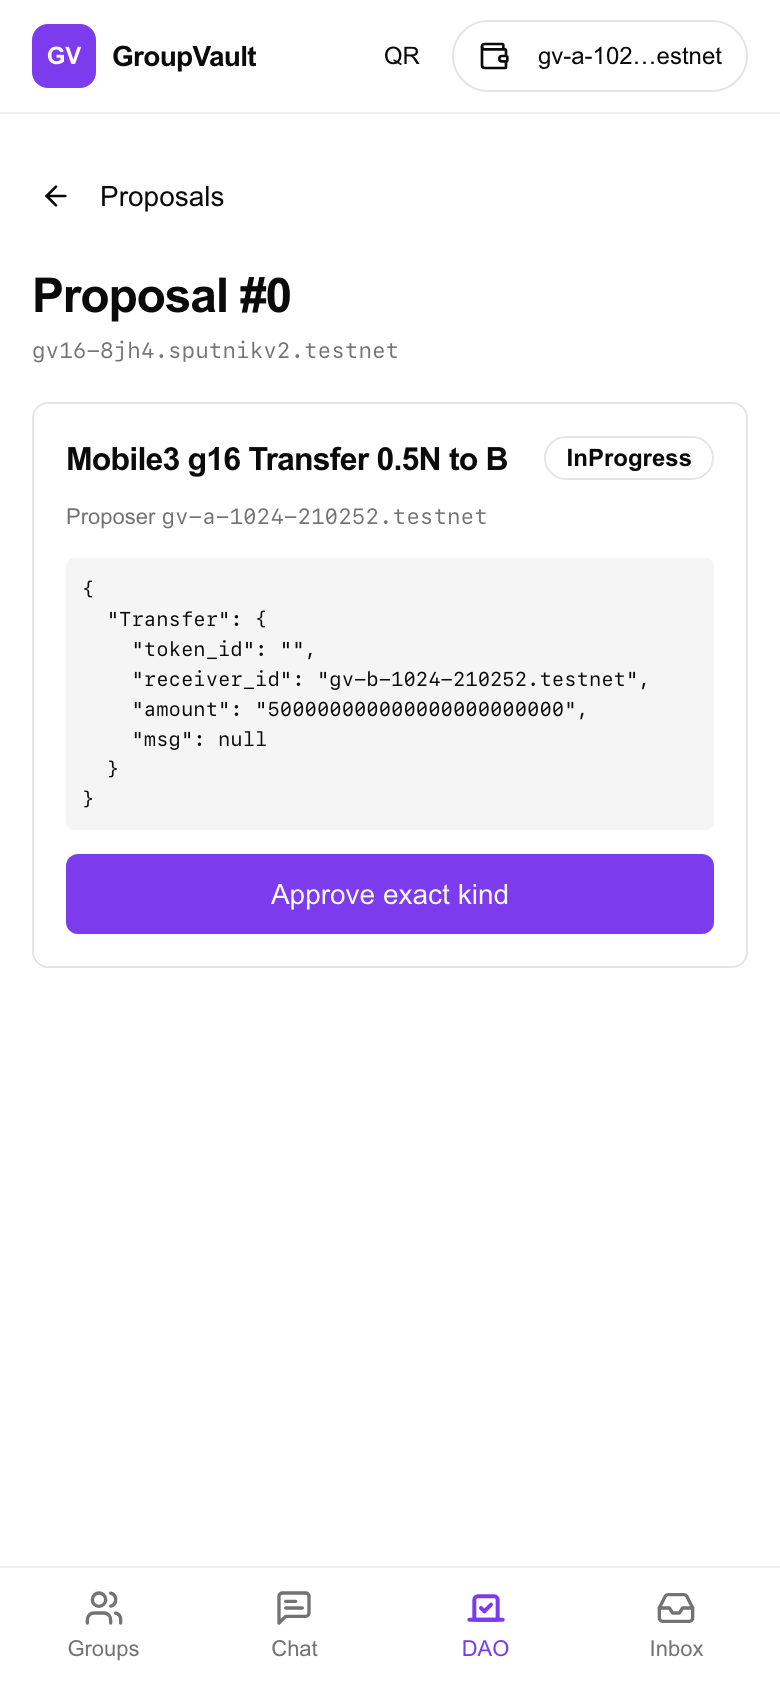 GV GroupVault QR gv-a-102...estnet
Proposals
Proposal #0
gv16-8jh4.sputnikv2.testnet
Mobile3 g16 Transfer 0.5N to B InProgress
Proposer gv-a-1024-210252.testnet
{
  "Transfer": {
    "token_id": "",
    "receiver_id": "gv-b-1024-210252.testnet",
    "amount": "500000000000000000000000",
    "msg": null
  }
}
Approve exact kind
Groups Chat DAO Inbox